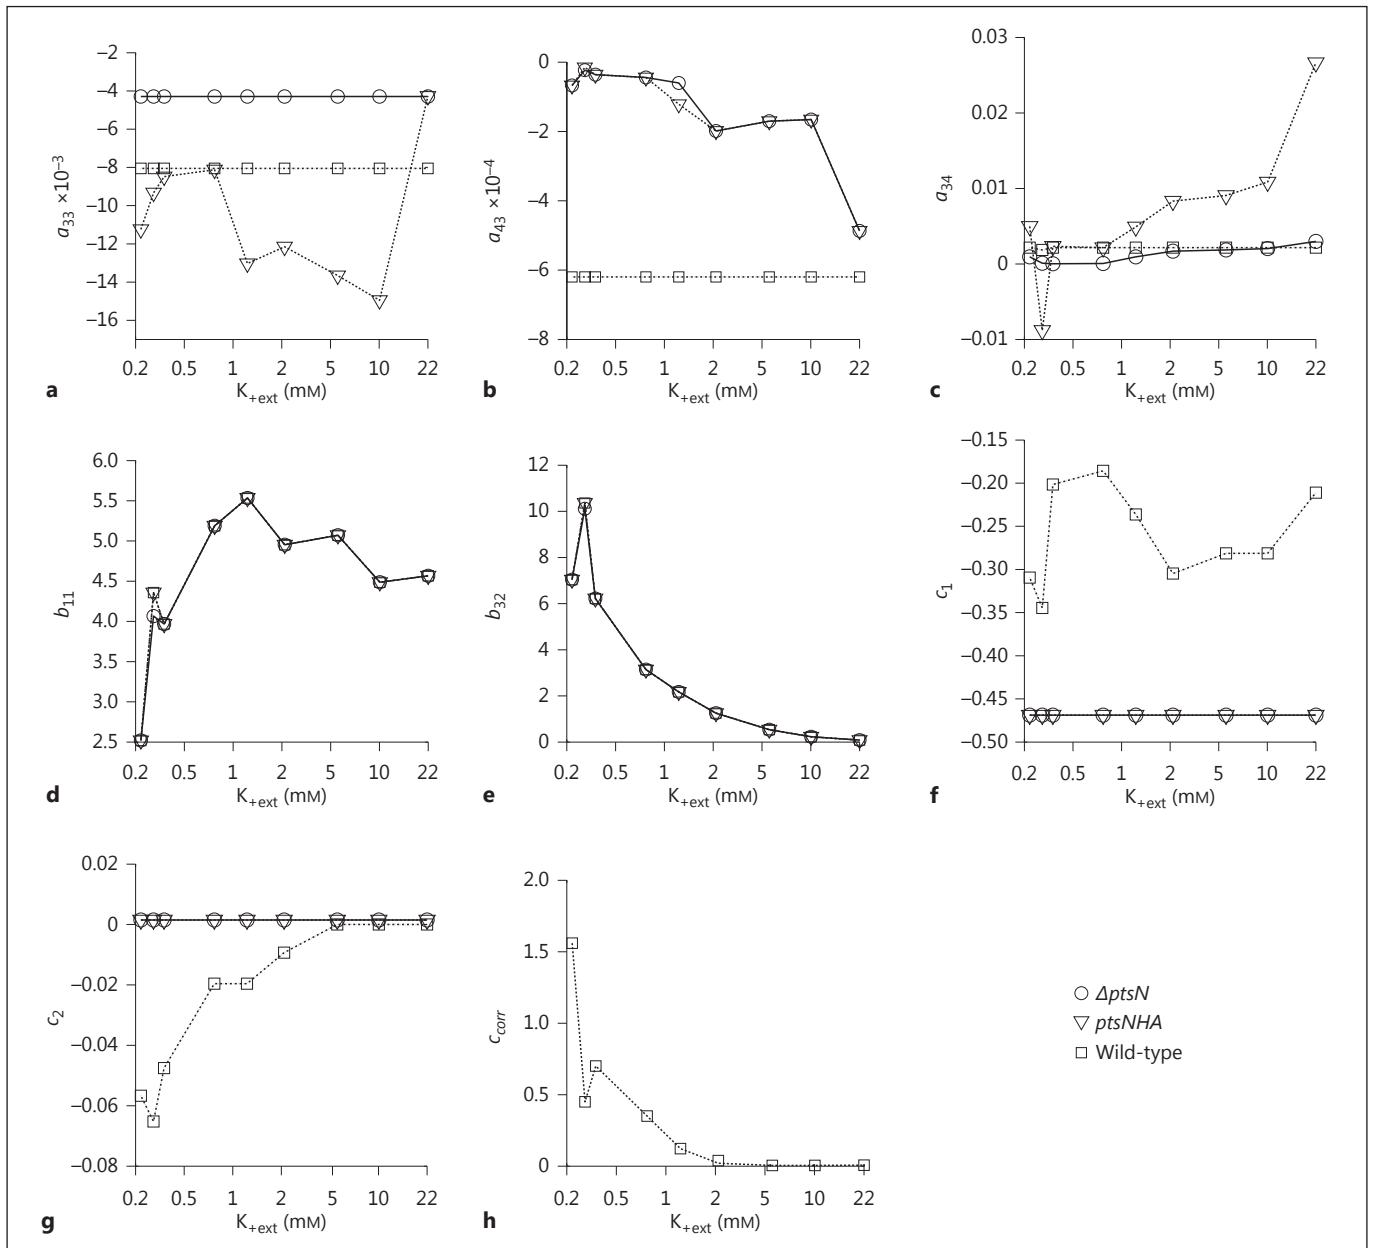 −2
−4
−6
−8
−10
−12
−14
−16
a33 ×10−3
0.2 0.5 1 2 5 10 22
K+ext (mM)
a
0
−2
−4
−6
−8
a43 ×10−4
0.2 0.5 1 2 5 10 22
K+ext (mM)
b
0.03
0.02
0.01
0
−0.01
a34
0.2 0.5 1 2 5 10 22
K+ext (mM)
c
6.0
5.5
5.0
4.5
4.0
3.5
3.0
2.5
b11
0.2 0.5 1 2 5 10 22
K+ext (mM)
d
12
10
8
6
4
2
0
b32
0.2 0.5 1 2 5 10 22
K+ext (mM)
e
−0.15
−0.20
−0.25
−0.30
−0.35
−0.40
−0.45
−0.50
c1
0.2 0.5 1 2 5 10 22
K+ext (mM)
f
0.02
0
−0.02
−0.04
−0.06
−0.08
c2
0.2 0.5 1 2 5 10 22
K+ext (mM)
g
2.0
1.5
1.0
0.5
0
ccorr
0.2 0.5 1 2 5 10 22
K+ext (mM)
h
ΔptsN
ptsNHA
Wild-type